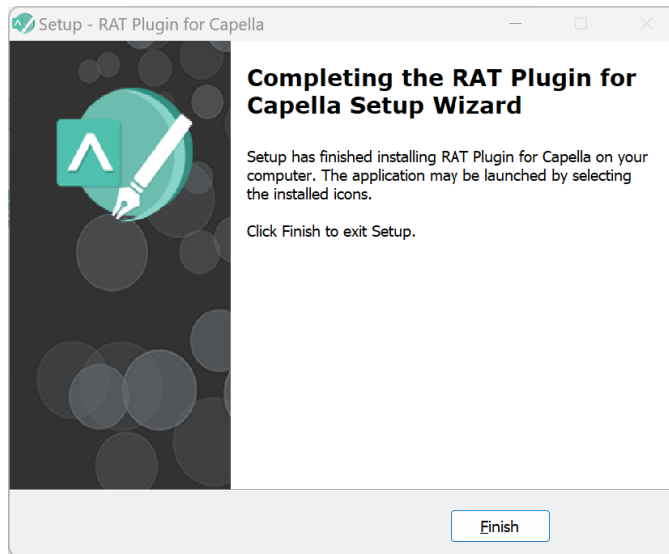 Setup - RAT Plugin for Capella
Completing the RAT Plugin for
Capella Setup Wizard
Setup has finished installing RAT Plugin for Capella on your
computer. The application may be launched by selecting
the installed icons.
Click Finish to exit Setup.
Finish